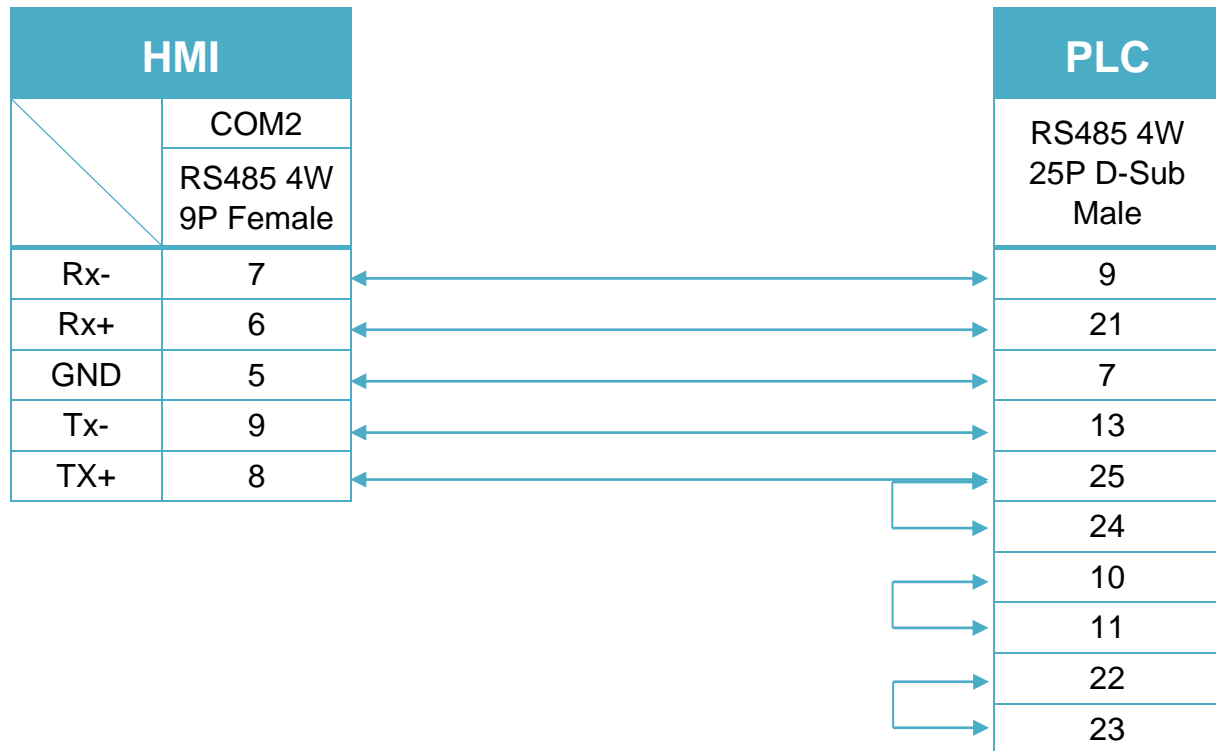 HMI
PLC
COM2
RS485 4W
9P Female
RS485 4W
25P D-Sub
Male
Rx- 7 9
Rx+ 6 21
GND 5 7
Tx- 9 13
TX+ 8 25
24
10
11
22
23